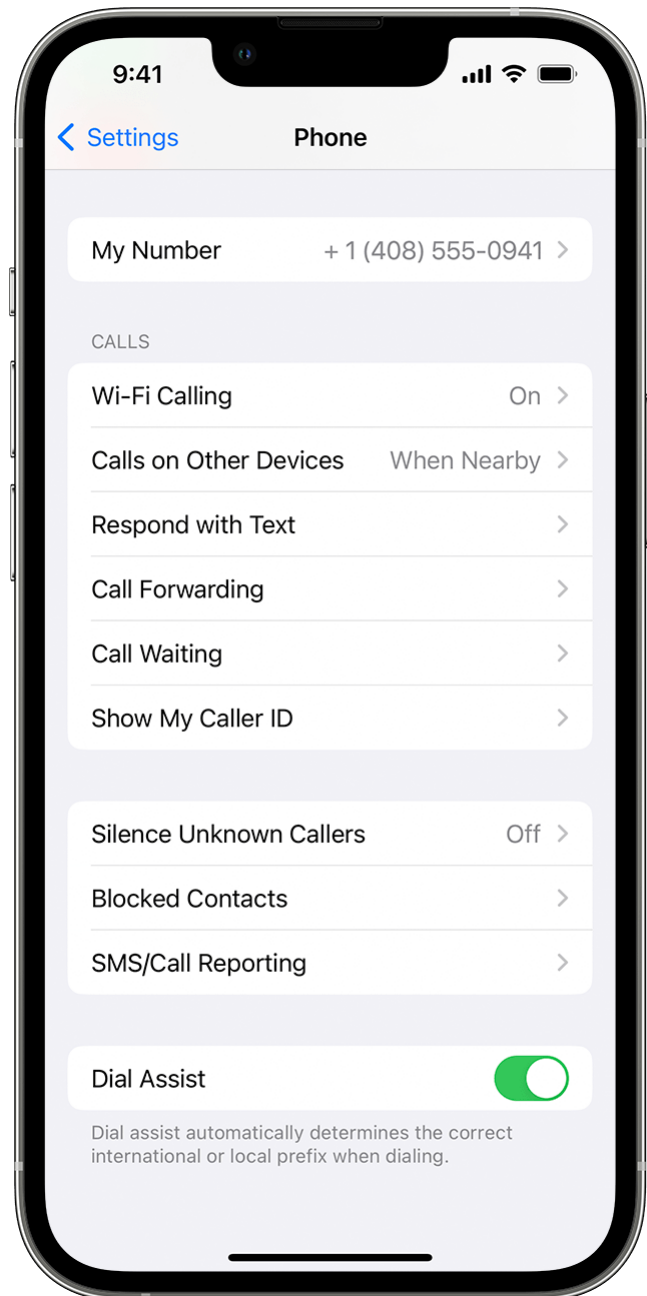 9:41
Settings
Phone
My Number + 1 (408) 555-0941
CALLS
Wi-Fi Calling On
Calls on Other Devices When Nearby
Respond with Text
Call Forwarding
Call Waiting
Show My Caller ID
Silence Unknown Callers Off
Blocked Contacts
SMS/Call Reporting
Dial Assist
Dial assist automatically determines the correct
international or local prefix when dialing.